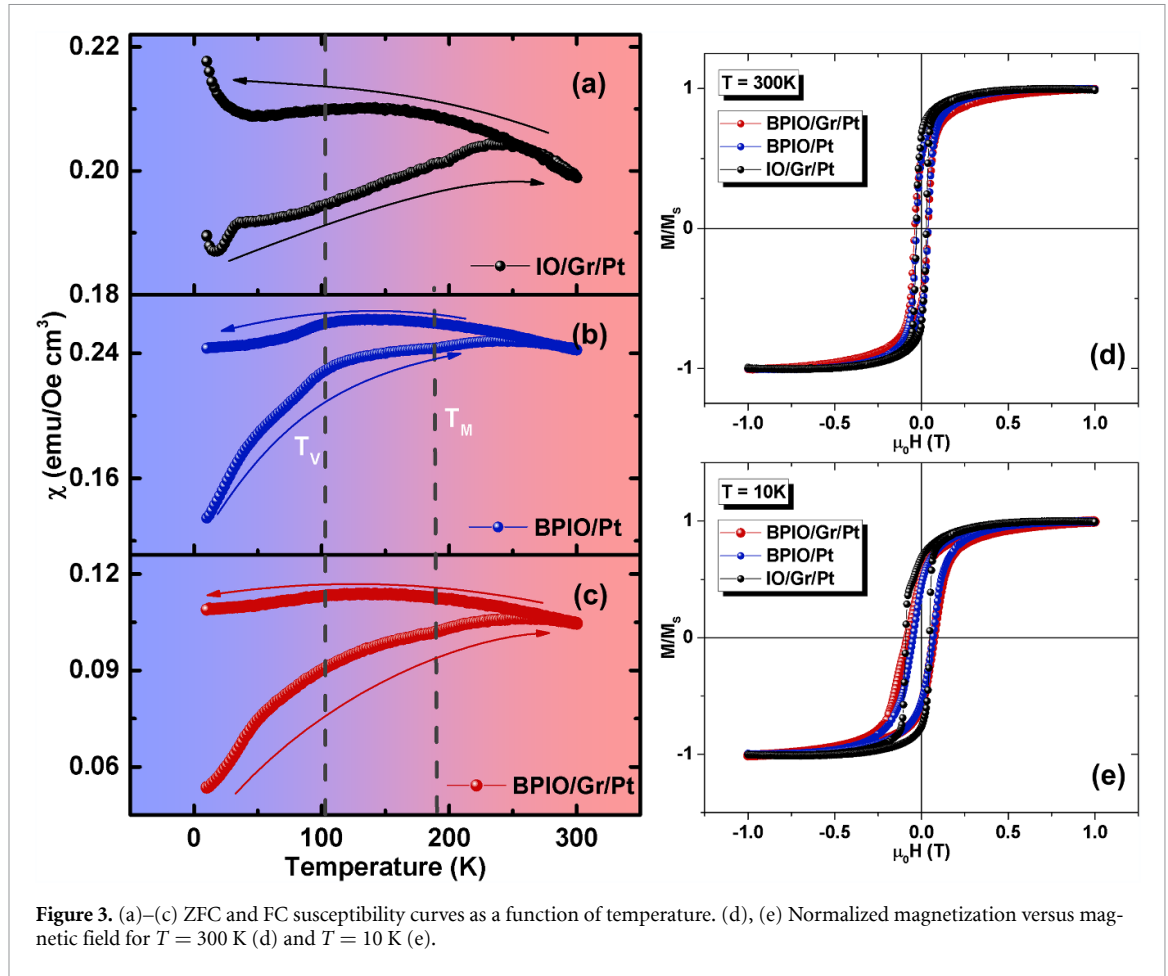 0.22
(a)
0.20
IO/Gr/Pt
0.18
(b)
0.24
T_V
T_M
0.16
BPIO/Pt
χ (emu/Oe cm³)
0.12
(c)
0.09
0.06
BPIO/Gr/Pt
0 100 200 300
Temperature (K)
T = 300K
BPIO/Gr/Pt
BPIO/Pt
IO/Gr/Pt
1
0
-1
M/M_s
(d)
-1.0 -0.5 0.0 0.5 1.0
μ₀H (T)
T = 10K
BPIO/Gr/Pt
BPIO/Pt
IO/Gr/Pt
1
0
-1
M/M_s
(e)
-1.0 -0.5 0.0 0.5 1.0
μ₀H (T)
Figure 3. (a)–(c) ZFC and FC susceptibility curves as a function of temperature. (d), (e) Normalized magnetization versus mag-
netic field for T = 300 K (d) and T = 10 K (e).